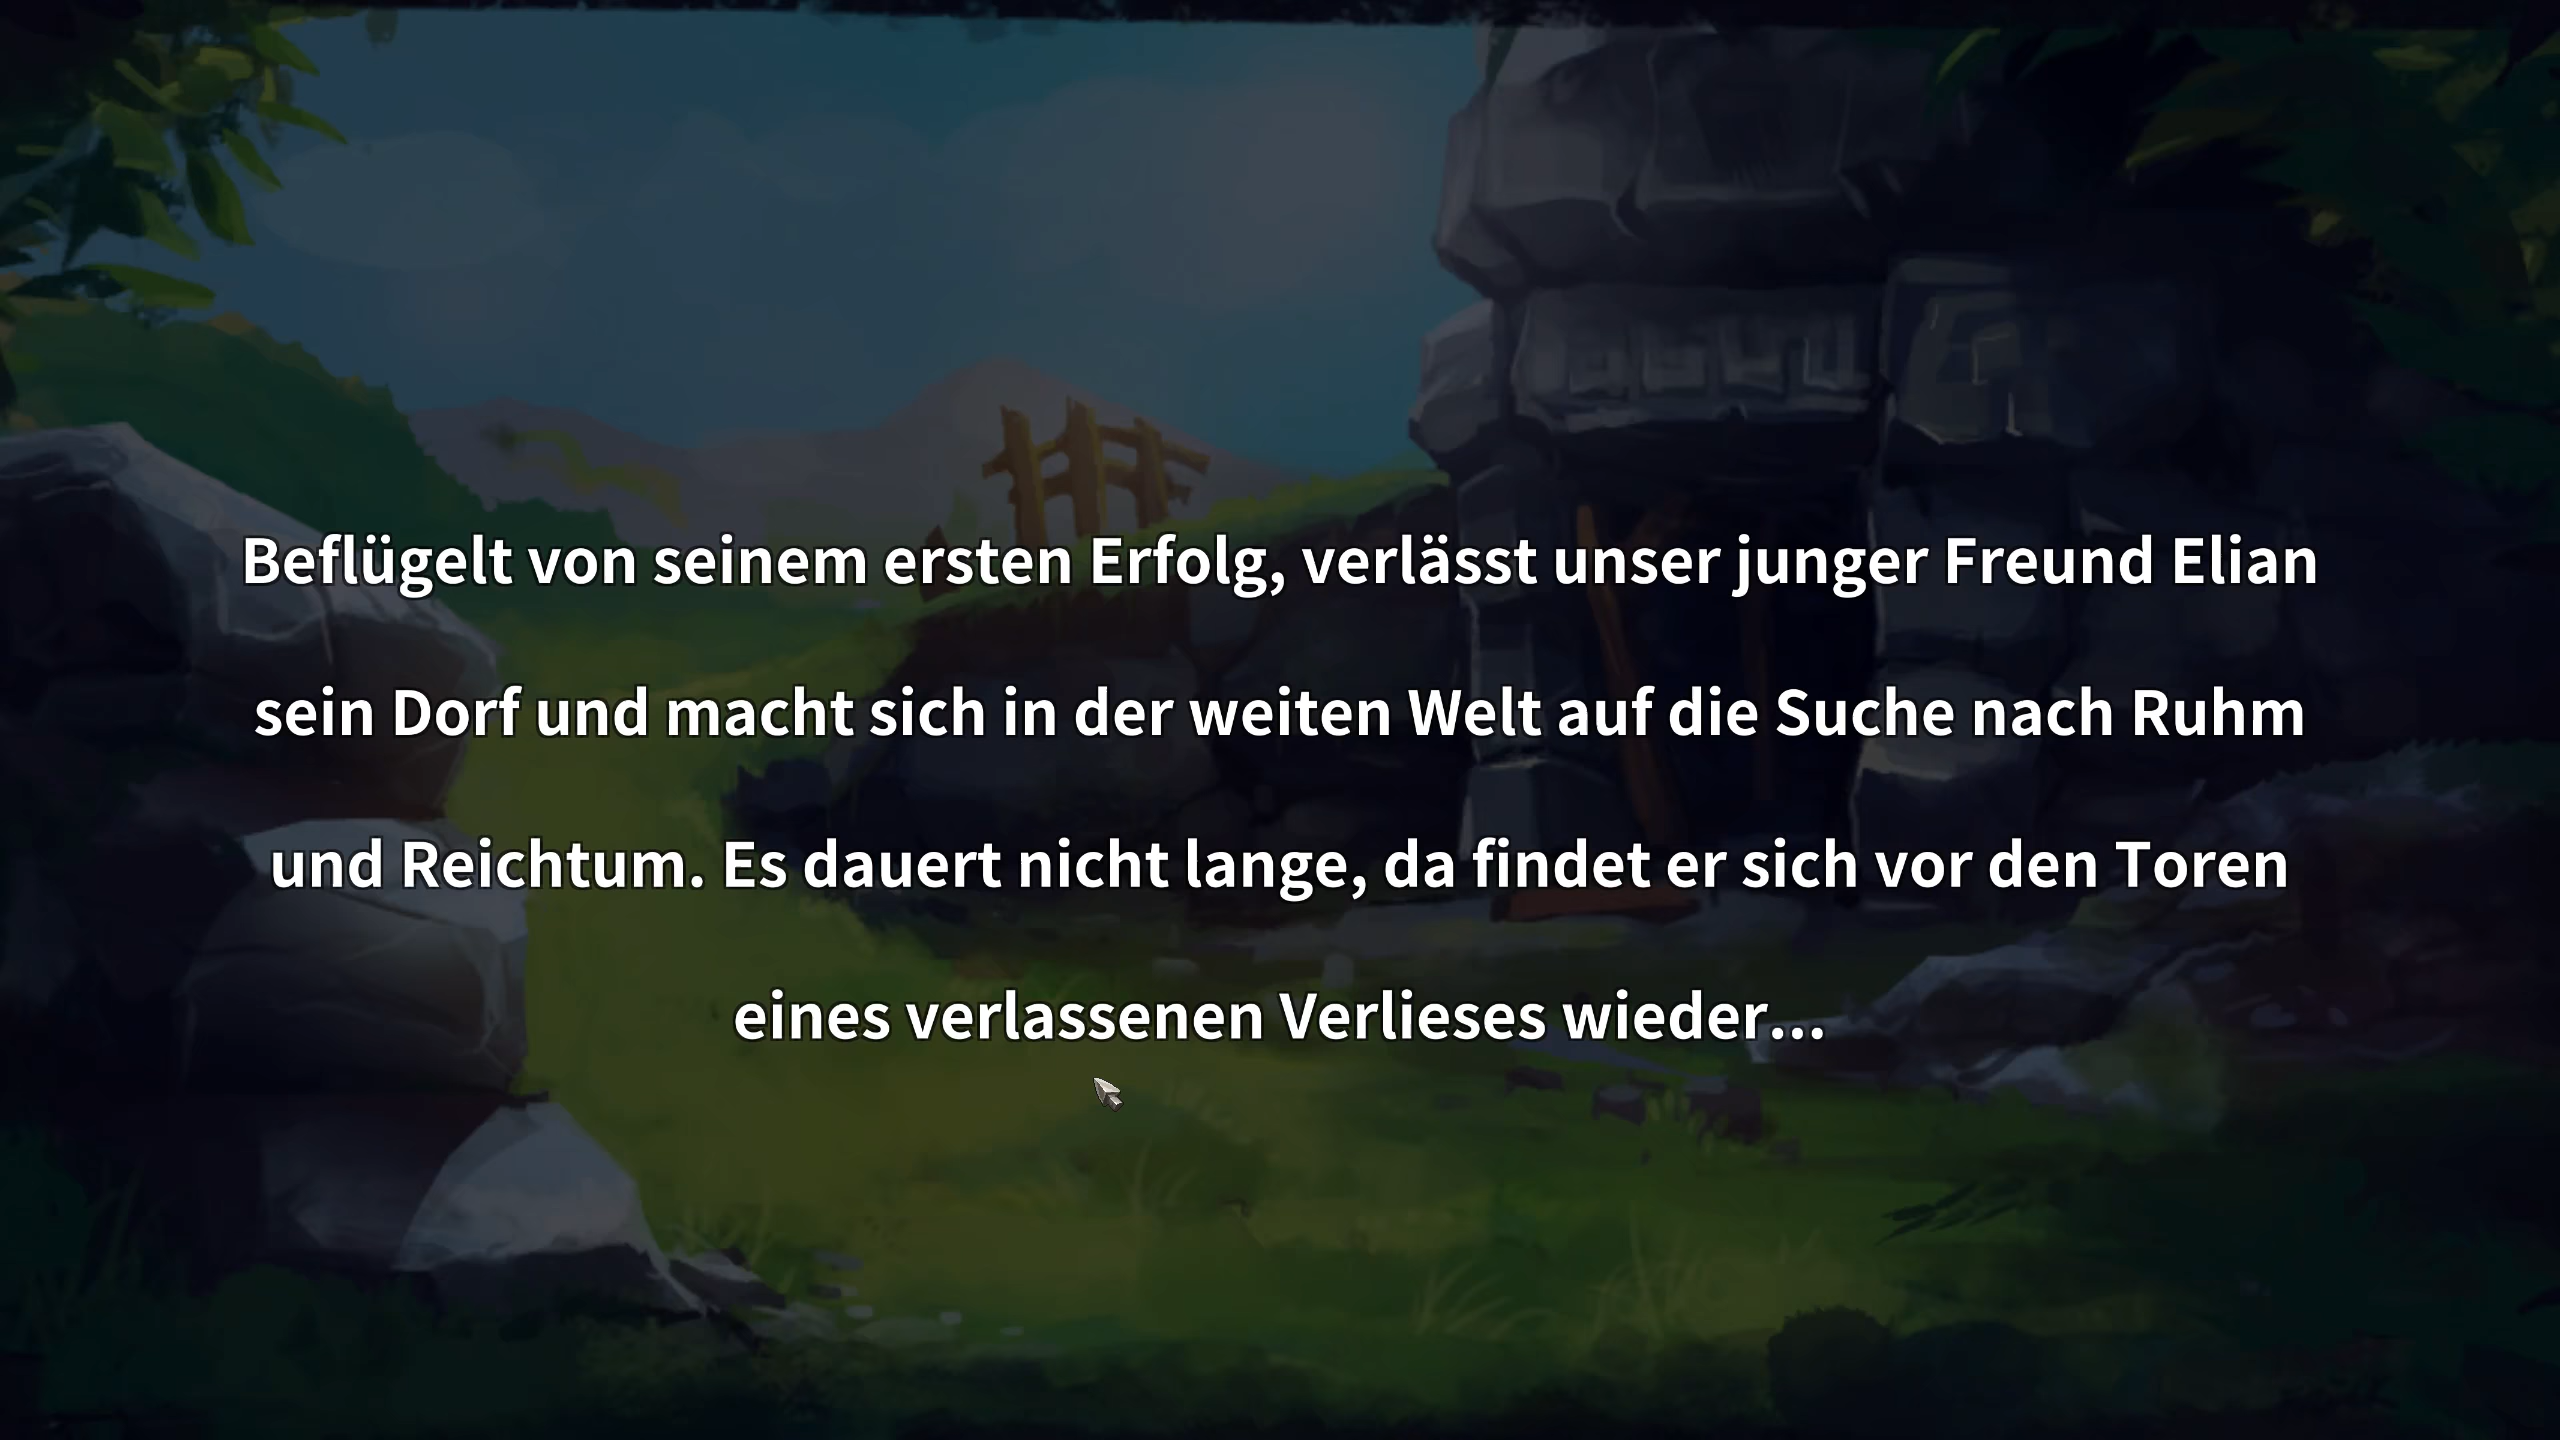 Beflügelt von seinem ersten Erfolg, verlässt unser junger Freund Elian
sein Dorf und macht sich in der weiten Welt auf die Suche nach Ruhm
und Reichtum. Es dauert nicht lange, da findet er sich vor den Toren
eines verlassenen Verlieses wieder...